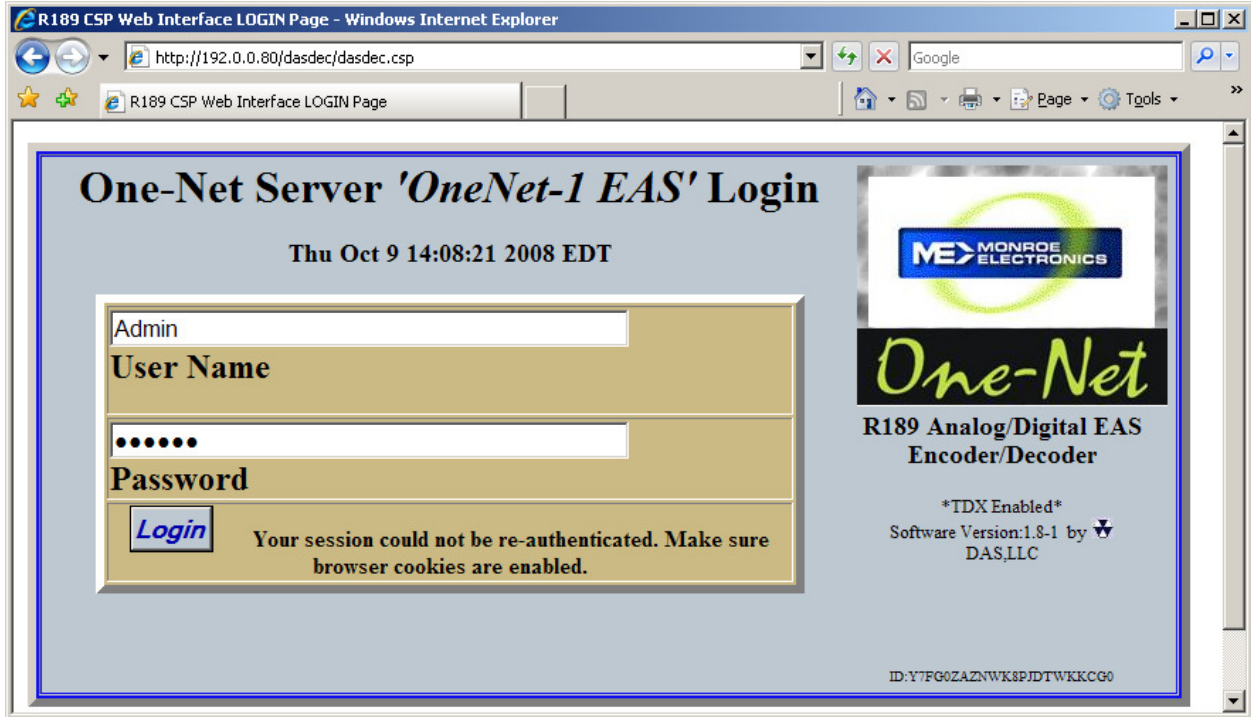 R189 CSP Web Interface LOGIN Page - Windows Internet Explorer
http://192.0.0.80/dasdec/dasdec.csp
Google
R189 CSP Web Interface LOGIN Page
Page
Tools
»
One-Net Server 'OneNet-1 EAS' Login
Thu Oct 9 14:08:21 2008 EDT
Admin
User Name
••••••
Password
Login
Your session could not be re-authenticated. Make sure
browser cookies are enabled.
ME MONROE
ELECTRONICS
One-Net
R189 Analog/Digital EAS
Encoder/Decoder
*TDX Enabled*
Software Version:1.8-1 by
DAS,LLC
ID:Y7FG0ZAZNWK8PJDTWKKCG0